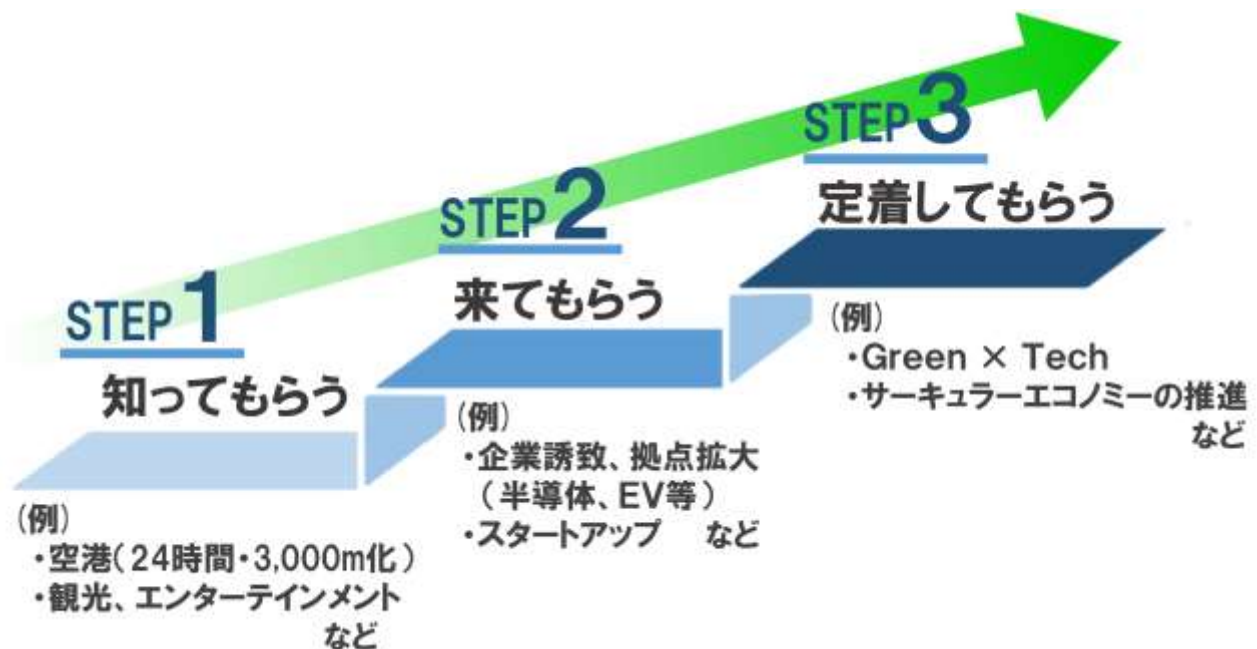 STEP 1
知ってもらう
(例)
・空港(24時間・3,000m化)
・観光、エンターテインメント
など
STEP 2
来てもらう
(例)
・企業誘致、拠点拡大
(半導体、EV等)
・スタートアップ など
STEP 3
定着してもらう
(例)
・Green × Tech
・サーキュラーエコノミーの推進
など